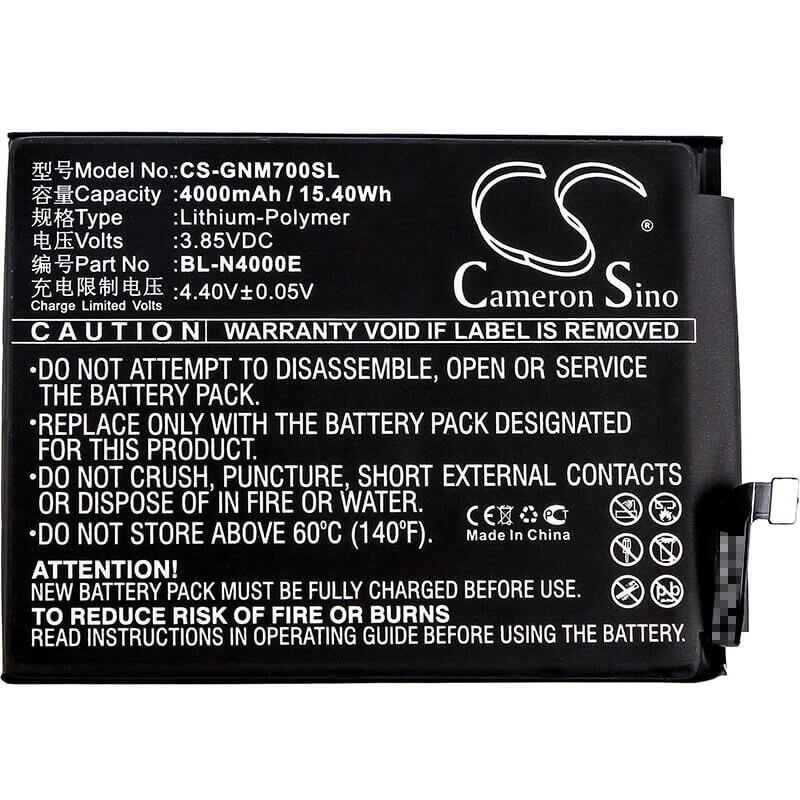 型号Model No.:CS-GNM700SL
容量Capacity :4000mAh / 15.40Wh
规格Type :Lithium-Polymer
电压Volts :3.85VDC
编号Part No :BL-N4000E
充电限制电压:4.40V±0.05V
Charge Limited Volts
CS
®
Cameron Sino
CAUTION WARRANTY VOID IF LABEL IS REMOVED
•DO NOT ATTEMPT TO DISASSEMBLE, OPEN OR SERVICE
THE BATTERY PACK.
•REPLACE ONLY WITH THE BATTERY PACK DESIGNATED
FOR THIS PRODUCT.
•DO NOT CRUSH, PUNCTURE, SHORT EXTERNAL CONTACTS
OR DISPOSE OF IN FIRE OR WATER.
•DO NOT STORE ABOVE 60°C (140°F).
CE PCT
Made In China
ATTENTION!
NEW BATTERY PACK MUST BE FULLY CHARGED BEFORE USE.
TO REDUCE RISK OF FIRE OR BURNS
READ INSTRUCTIONS IN OPERATING GUIDE BEFORE USING THE BATTERY.